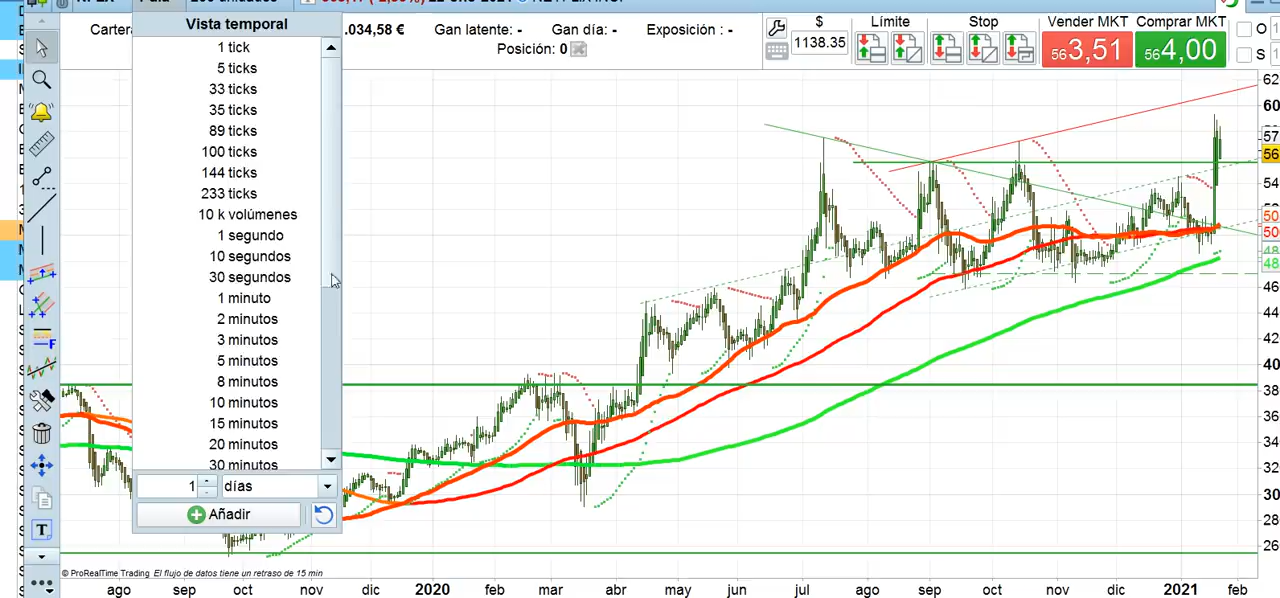 Vista temporal
1 tick
5 ticks
33 ticks
35 ticks
89 ticks
100 ticks
144 ticks
233 ticks
10 k volúmenes
1 segundo
10 segundos
30 segundos
1 minuto
2 minutos
3 minutos
5 minutos
8 minutos
10 minutos
15 minutos
20 minutos
30 minutos
1 días
Añadir
Cartera
.034,58 €
Gan latente: -
Gan día: -
Exposición : -
Posición: 0
$
1138.35
Límite
Stop
Vender MKT
Comprar MKT
563,51
564,00
62
60
57
56
54
52
50
50
48
48
46
44
42
40
38
36
34
32
30
28
26
© ProRealTime Trading El flujo de datos tiene un retraso de 15 min
ago
sep
oct
nov
dic
2020
feb
mar
abr
may
jun
jul
ago
sep
oct
nov
dic
2021
feb